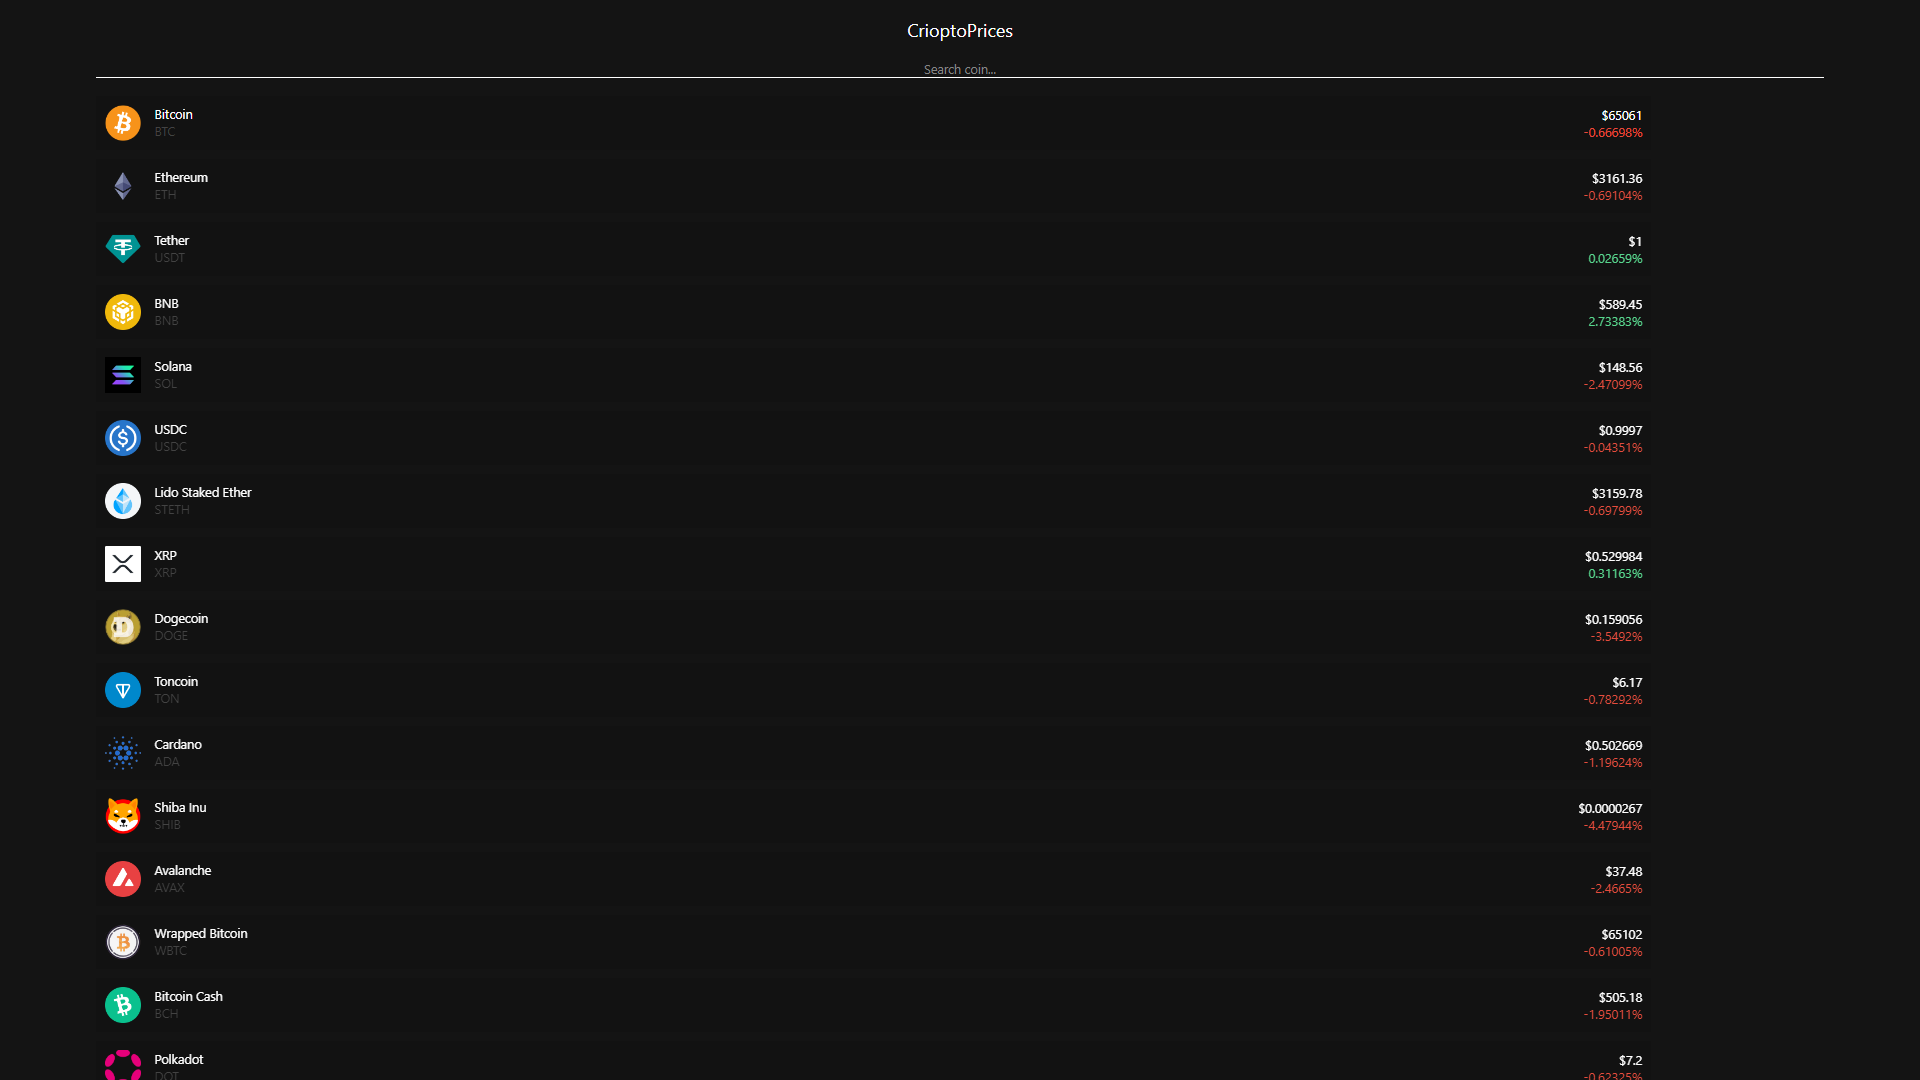 CrioptoPrices
Search coin...
Bitcoin
BTC
$65061
-0.66698%
Ethereum
ETH
$3161.36
-0.69104%
Tether
USDT
$1
0.02659%
BNB
BNB
$589.45
2.73383%
Solana
SOL
$148.56
-2.47099%
USDC
USDC
$0.9997
-0.04351%
Lido Staked Ether
STETH
$3159.78
-0.69799%
XRP
XRP
$0.529984
0.31163%
Dogecoin
DOGE
$0.159056
-3.5492%
Toncoin
TON
$6.17
-0.78292%
Cardano
ADA
$0.502669
-1.19624%
Shiba Inu
SHIB
$0.0000267
-4.47944%
Avalanche
AVAX
$37.48
-2.4665%
Wrapped Bitcoin
WBTC
$65102
-0.61005%
Bitcoin Cash
BCH
$505.18
-1.95011%
Polkadot
DOT
$7.2
-0.62325%